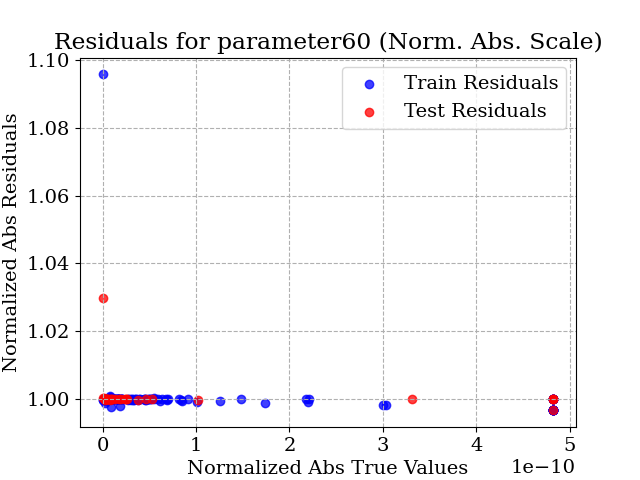 Residuals for parameter60 (Norm. Abs. Scale)
Normalized Abs Residuals
1.10
1.08
1.06
1.04
1.02
1.00
Train Residuals
Test Residuals
0 1 2 3 4 5
1e−10
Normalized Abs True Values